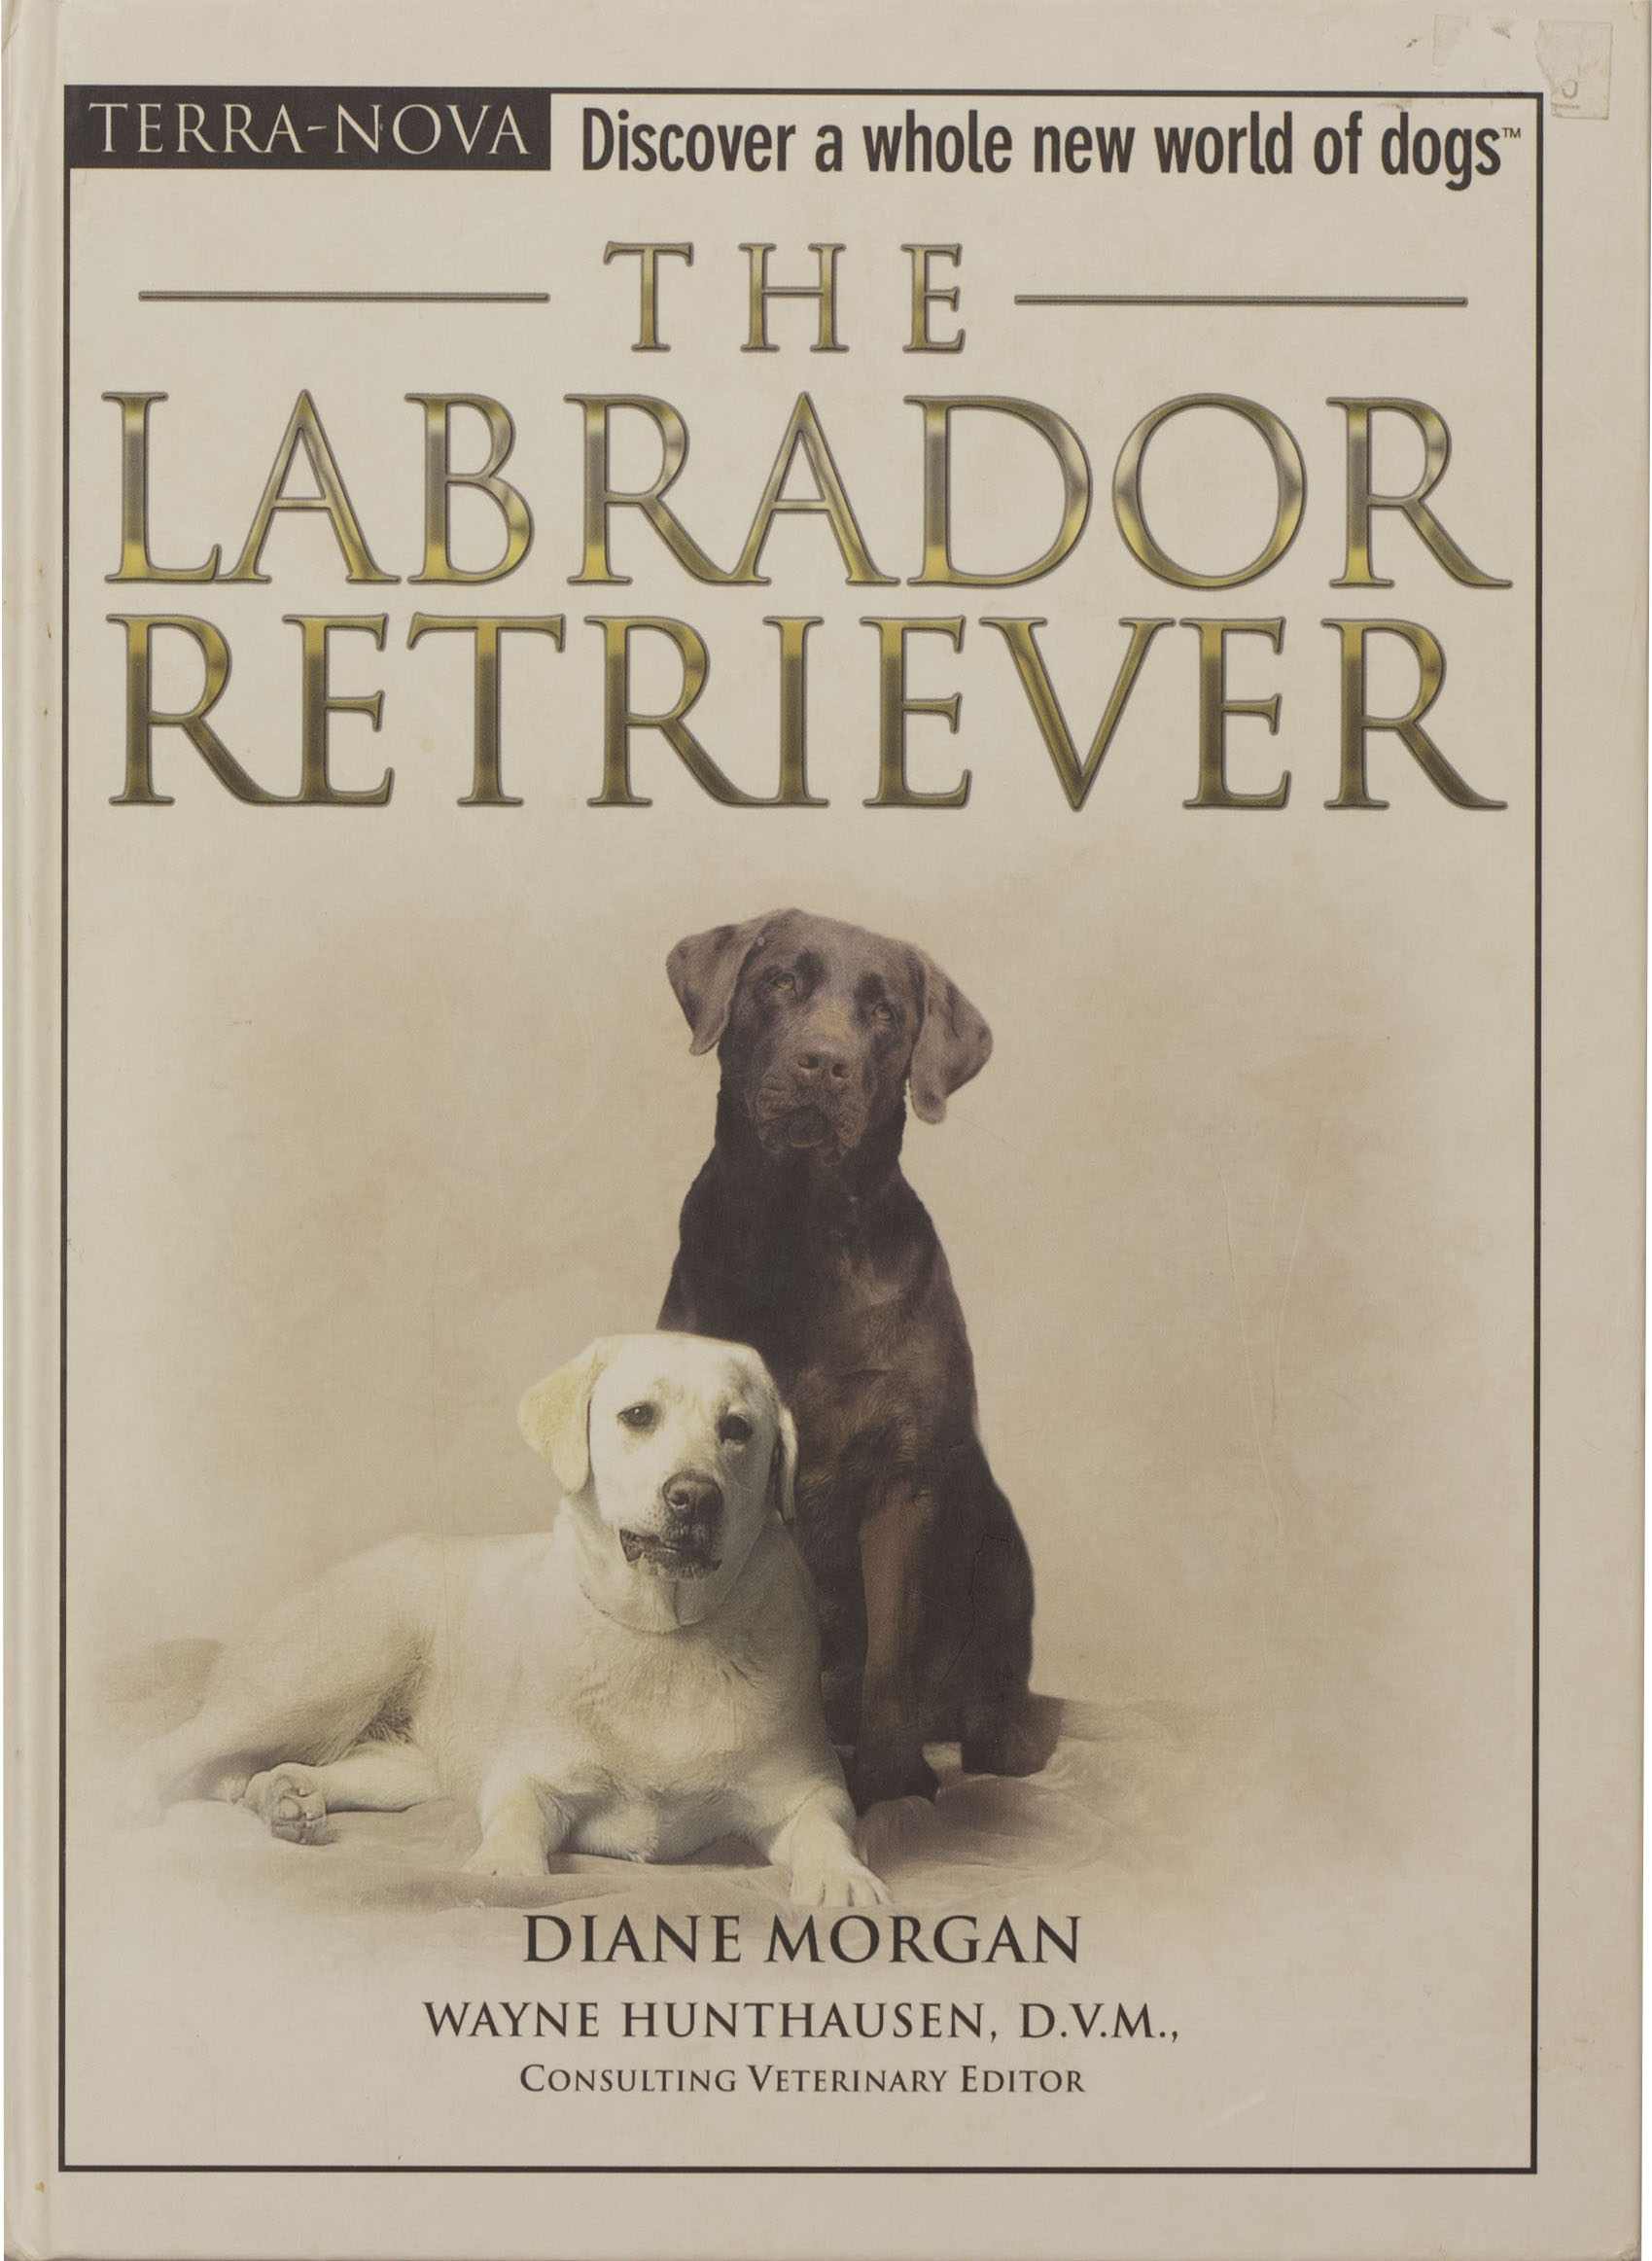 TERRA-NOVA Discover a whole new world of dogs™
THE
LABRADOR
RETRIEVER
DIANE MORGAN
WAYNE HUNTHAUSEN, D.V.M.,
CONSULTING VETERINARY EDITOR